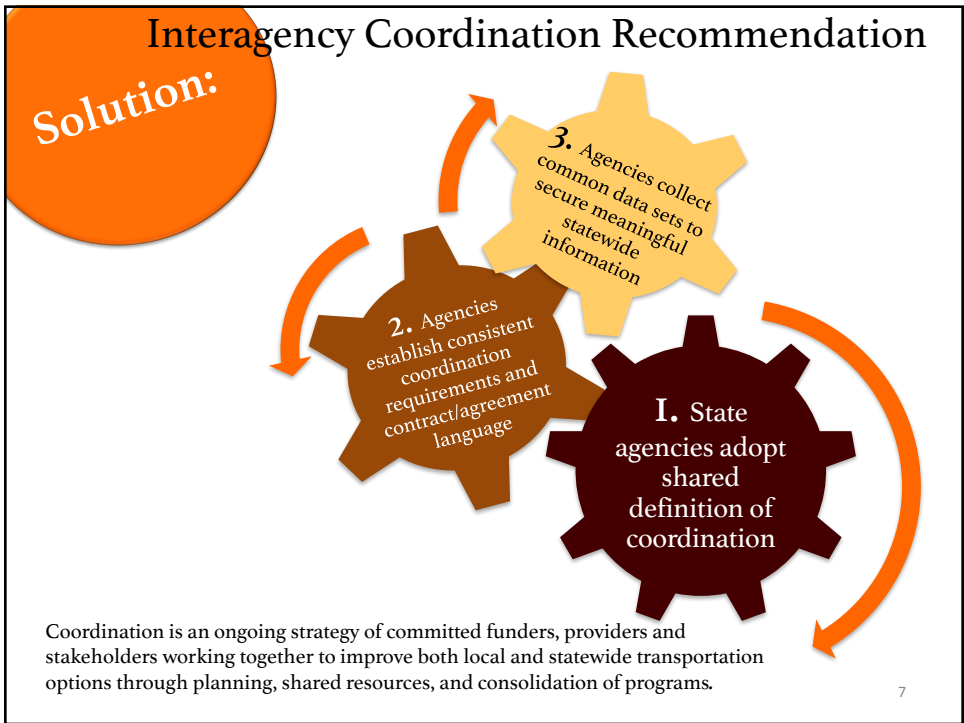 Interagency Coordination Recommendation
Solution:
3. Agencies collect
common data sets to
secure meaningful
statewide
information
2. Agencies
establish consistent
coordination
requirements and
contract/agreement
language
I. State
agencies adopt
shared
definition of
coordination
Coordination is an ongoing strategy of committed funders, providers and
stakeholders working together to improve both local and statewide transportation
options through planning, shared resources, and consolidation of programs.
7